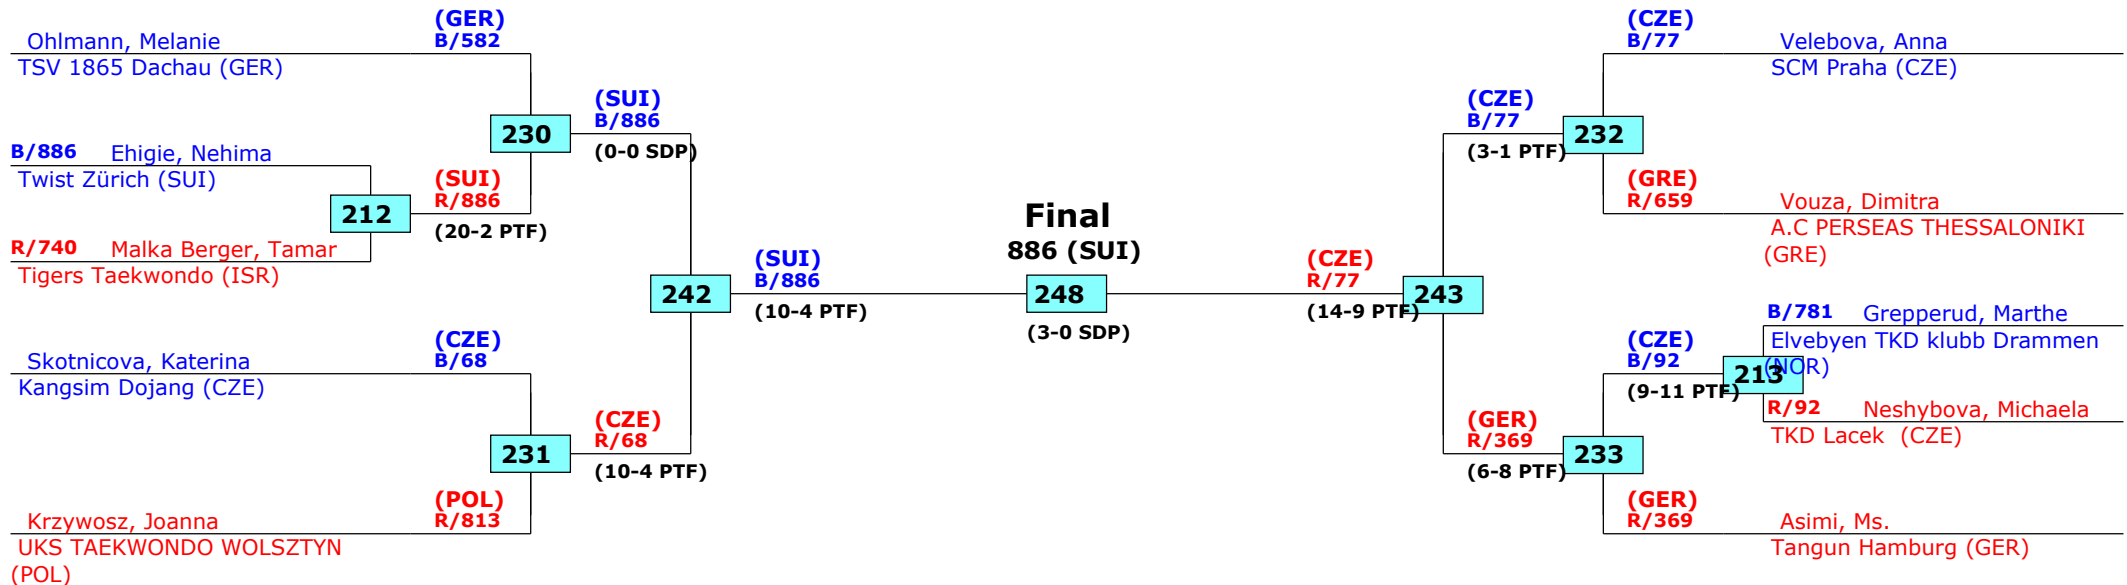 (GER)
B/582
Ohlmann, Melanie
TSV 1865 Dachau (GER)
230
(SUI)
B/886
(0-0 SDP)
B/886 Ehigie, Nehima
Twist Zürich (SUI)
212
(SUI)
R/886
(20-2 PTF)
R/740 Malka Berger, Tamar
Tigers Taekwondo (ISR)
242
(SUI)
B/886
(10-4 PTF)
(CZE)
B/68
Skotnicova, Katerina
Kangsim Dojang (CZE)
231
(CZE)
R/68
(10-4 PTF)
(POL)
R/813
Krzywosz, Joanna
UKS TAEKWONDO WOLSZTYN
(POL)
Final
886 (SUI)
248
(3-0 SDP)
(CZE)
R/77
(14-9 PTF)
243
(CZE)
B/77
(3-1 PTF)
232
(CZE)
B/77
Velebova, Anna
SCM Praha (CZE)
(GRE)
R/659
Vouza, Dimitra
A.C PERSEAS THESSALONIKI
(GRE)
B/781 Grepperud, Marthe
Elvebyen TKD klubb Drammen
(NOR)
213
(CZE)
B/92
(9-11 PTF)
R/92 Neshybova, Michaela
TKD Lacek (CZE)
(GER)
R/369
(6-8 PTF)
233
(GER)
R/369
Asimi, Ms.
Tangun Hamburg (GER)